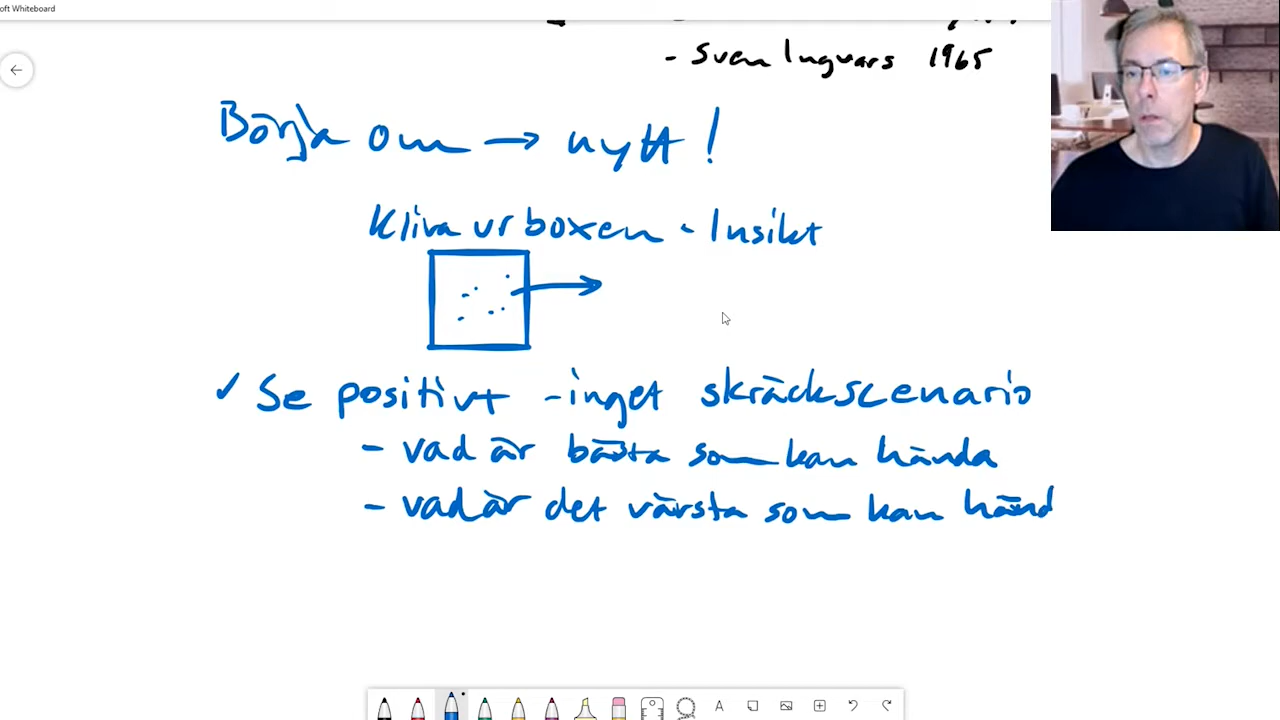 oft Whiteboard
- Sven Ingvars 1965
Börja om → nytt!
Kliva ur boxen - Insikt
✓ Se positivt - inget skräckscenario
- vad är bästa som kan hända
- vad är det värsta som kan händ
A